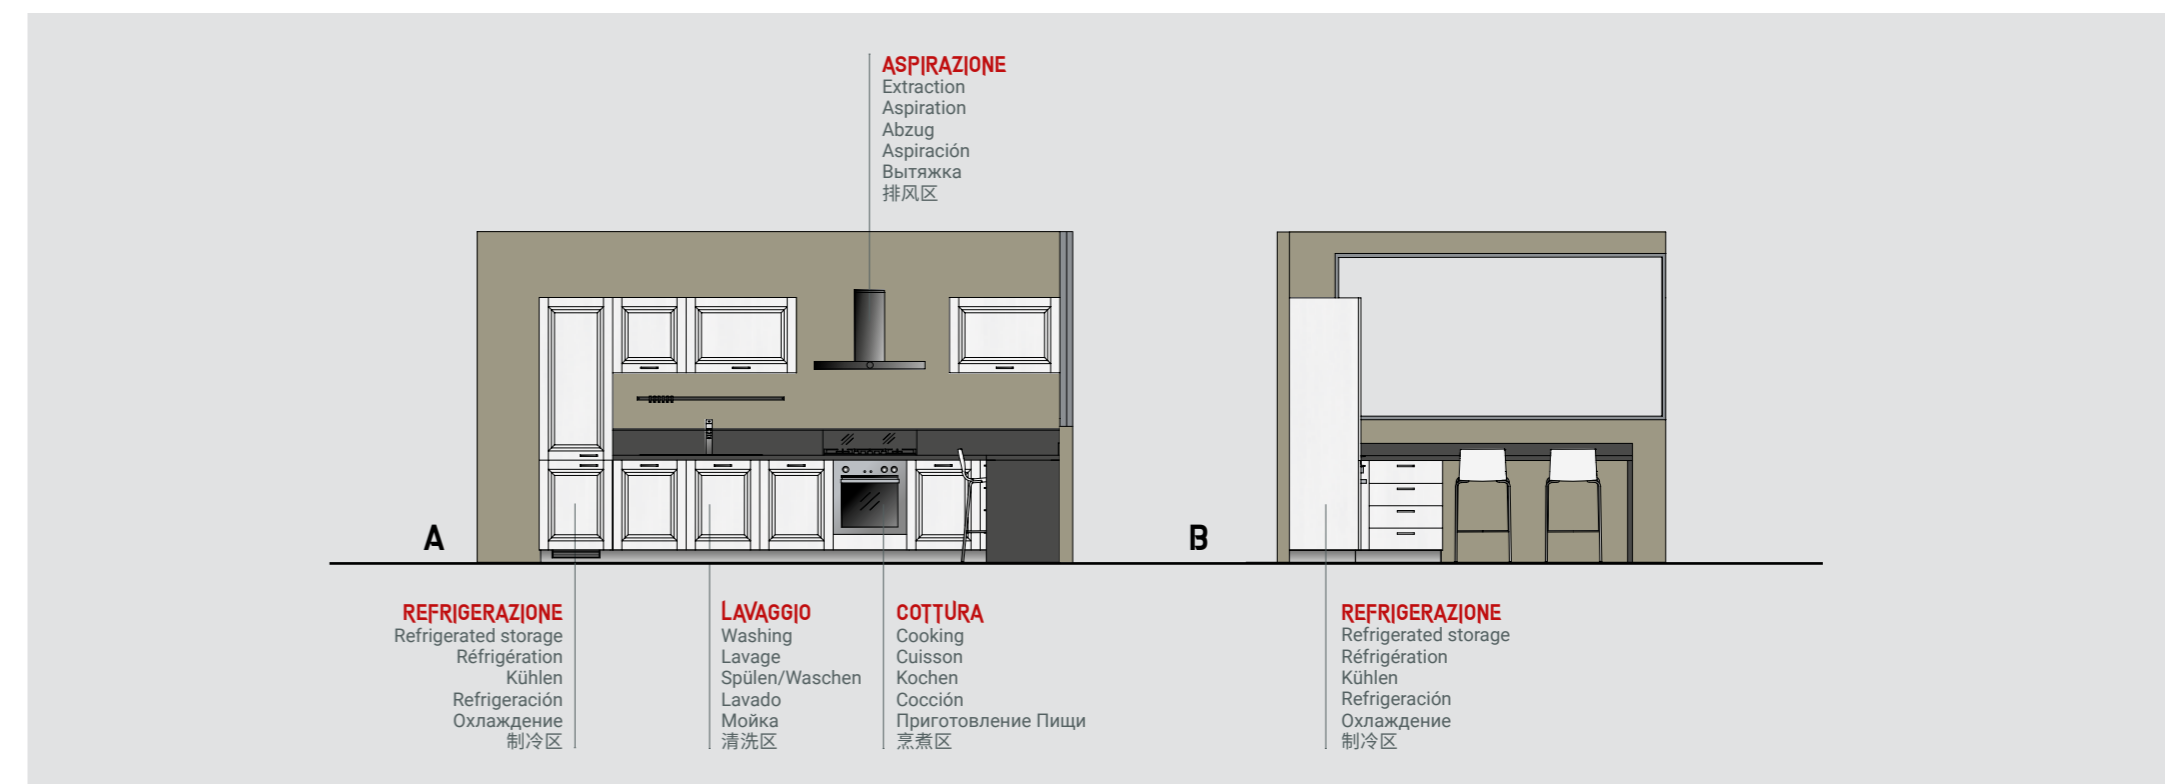 ASPIRAZIONE
Extraction
Aspiration
Abzug
Aspiración
Вытяжка
排风区
A
B
REFRIGERAZIONE
Refrigerated storage
Réfrigération
Kühlen
Refrigeración
Охлаждение
制冷区
LAVAGGIO
Washing
Lavage
Spülen/Waschen
Lavado
Мойка
清洗区
COTTURA
Cooking
Cuisson
Kochen
Cocción
Приготовление Пищи
烹煮区
REFRIGERAZIONE
Refrigerated storage
Réfrigération
Kühlen
Refrigeración
Охлаждение
制冷区